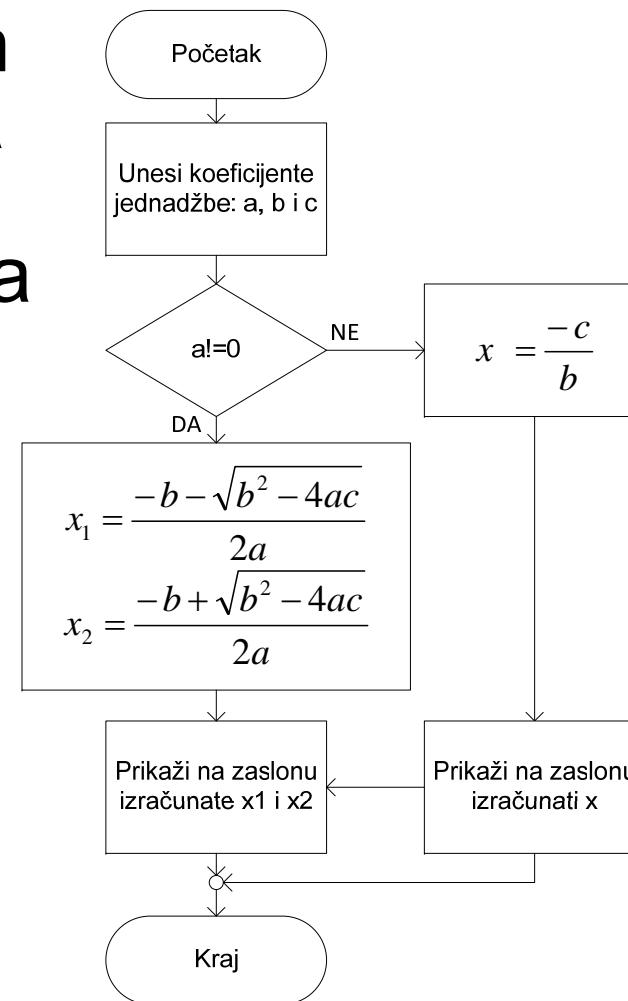 Početak
Unesi koeficijente
jednadžbe: a, b i c
a!=0
NE
x = -c / b
DA
x₁ = (-b - √(b² - 4ac)) / 2a
x₂ = (-b + √(b² - 4ac)) / 2a
Prikaži na zaslonu
izračunate x1 i x2
Prikaži na zaslonu
izračunati x
Kraj